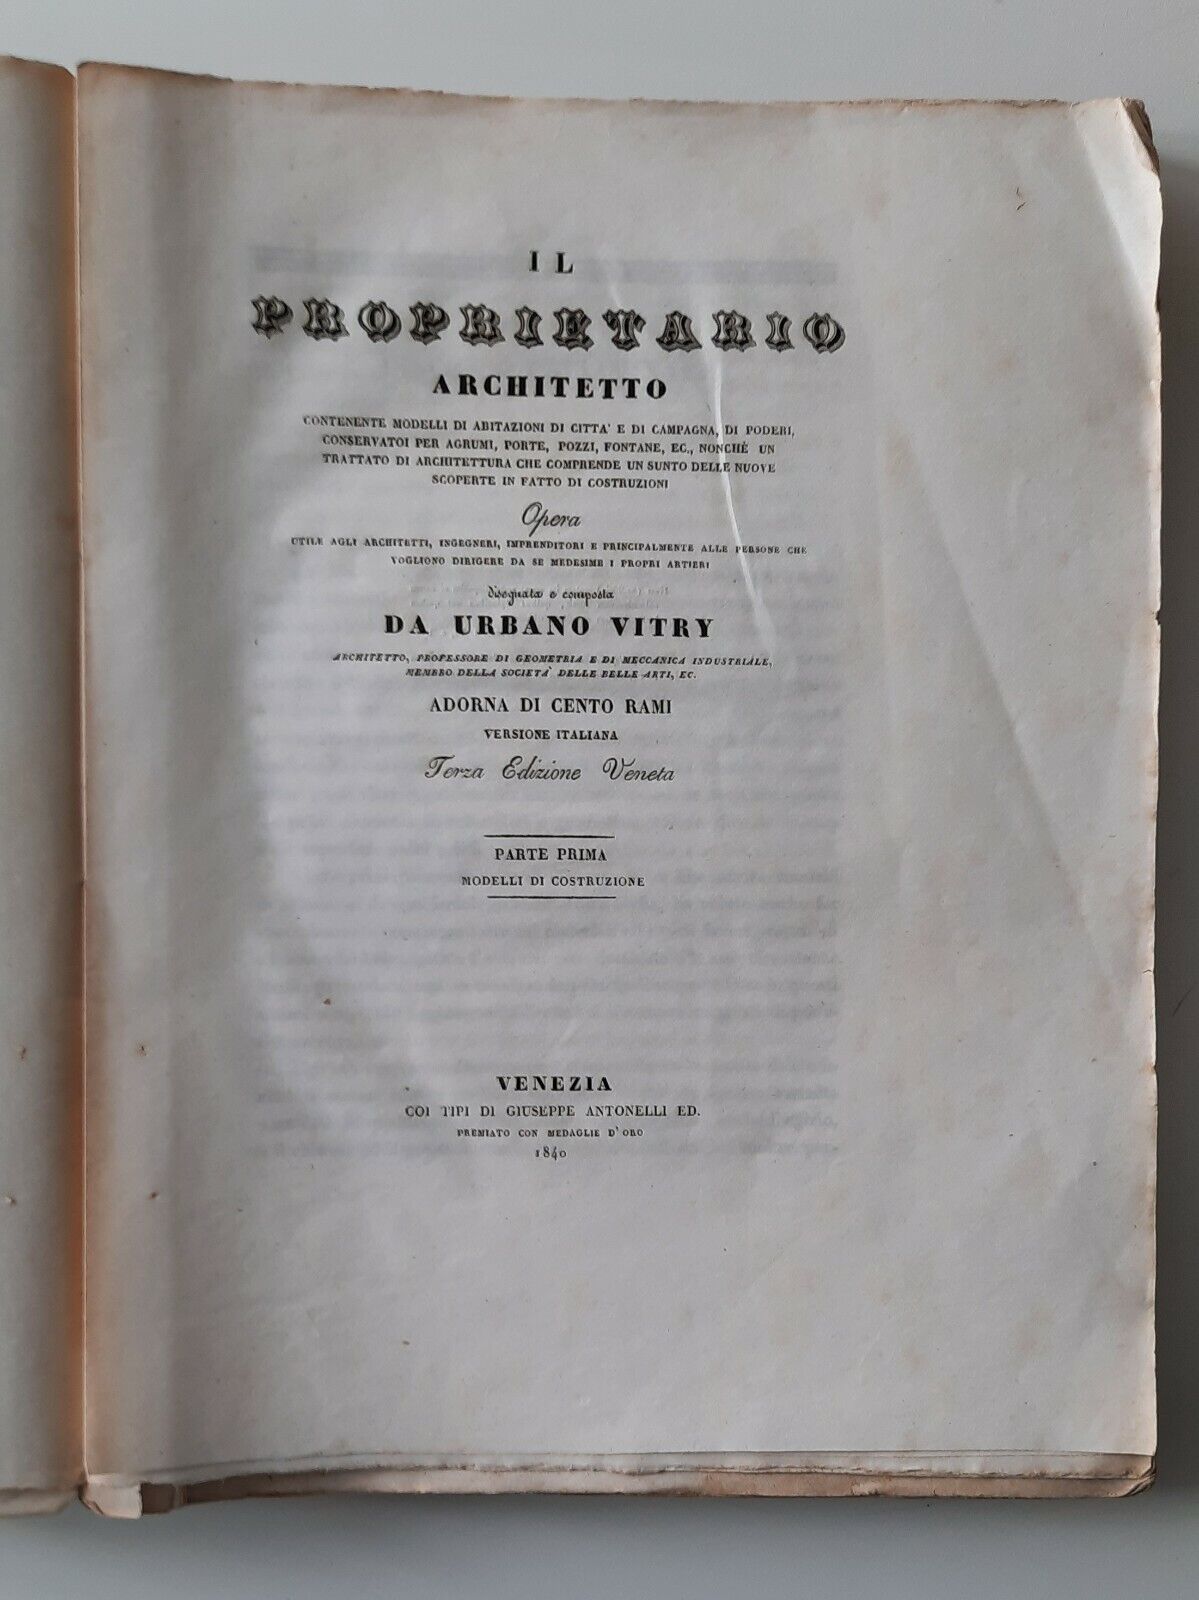 IL
PROPRIETARIO
ARCHITETTO
CONTENENTE MODELLI DI ABITAZIONI DI CITTA' E DI CAMPAGNA, DI PODERI,
CONSERVATOI PER AGRUMI, PORTE, POZZI, FONTANE, EC., NONCHÈ UN
TRATTATO DI ARCHITETTURA CHE COMPRENDE UN SUNTO DELLE NUOVE
SCOPERTE IN FATTO DI COSTRUZIONI
Opera
UTILE AGLI ARCHITETTI, INGEGNERI, IMPRENDITORI E PRINCIPALMENTE ALLE PERSONE CHE
VOGLIONO DIRIGERE DA SE MEDESIME I PROPRI ARTIERI
disegnata e composta
DA URBANO VITRY
ARCHITETTO, PROFESSORE DI GEOMETRIA E DI MECCANICA INDUSTRIALE,
MEMBRO DELLA SOCIETA' DELLE BELLE ARTI, EC.
ADORNA DI CENTO RAMI
VERSIONE ITALIANA
Terza Edizione Veneta
PARTE PRIMA
MODELLI DI COSTRUZIONE
VENEZIA
COI TIPI DI GIUSEPPE ANTONELLI ED.
PREMIATO CON MEDAGLIE D'ORO
1840